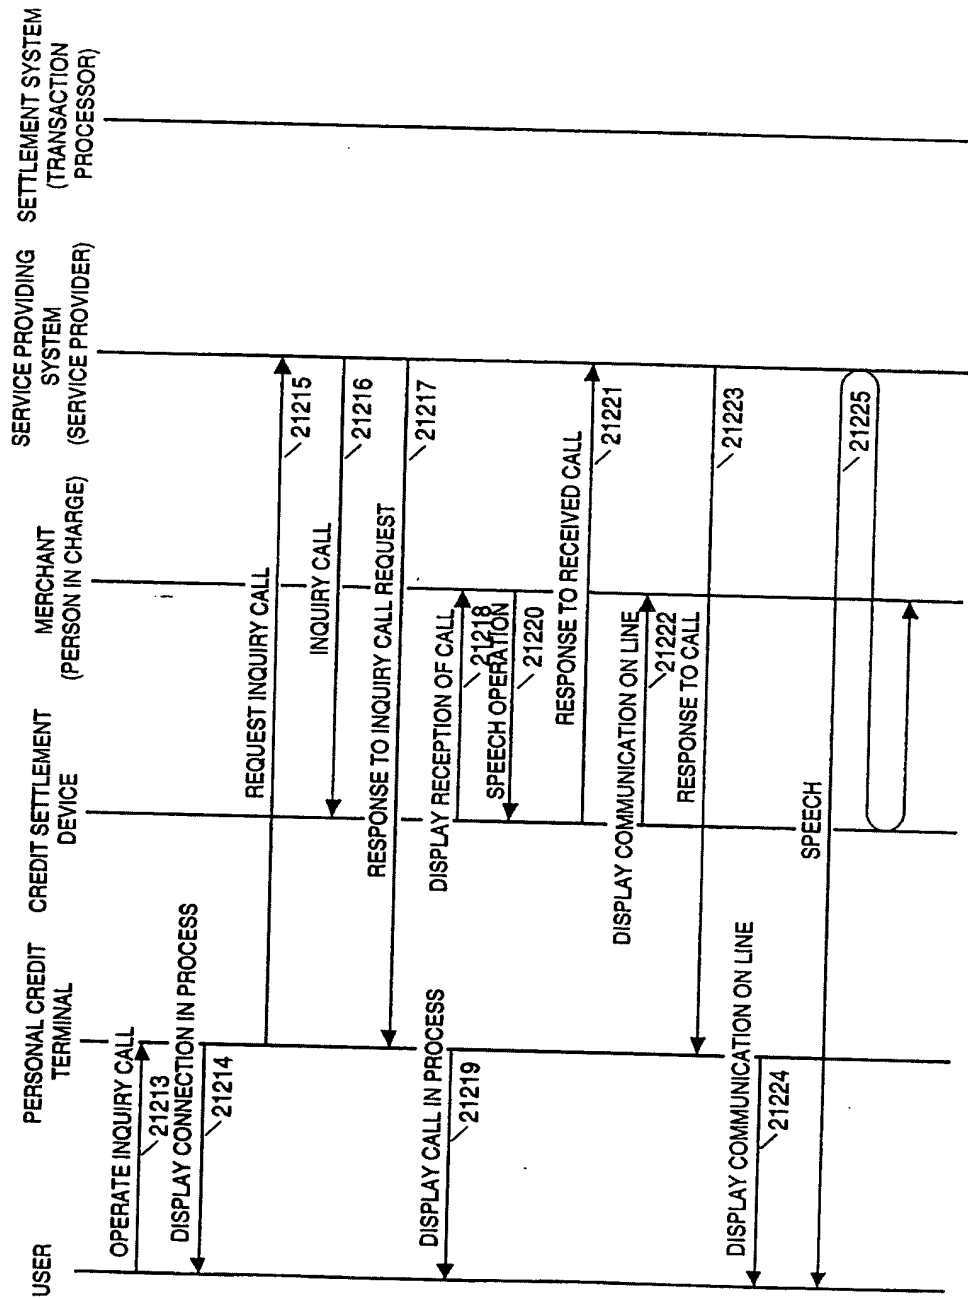 USER
PERSONAL CREDIT
TERMINAL
CREDIT SETTLEMENT
DEVICE
MERCHANT
(PERSON IN CHARGE)
SERVICE PROVIDING
SYSTEM
(SERVICE PROVIDER)
SETTLEMENT SYSTEM
(TRANSACTION
PROCESSOR)
OPERATE INQUIRY CALL
21213
DISPLAY CONNECTION IN PROCESS
21214
REQUEST INQUIRY CALL
21215
INQUIRY CALL
21216
RESPONSE TO INQUIRY CALL REQUEST
21217
DISPLAY RECEPTION OF CALL
21218
DISPLAY CALL IN PROCESS
21219
SPEECH OPERATION
21220
RESPONSE TO RECEIVED CALL
21221
DISPLAY COMMUNICATION ON LINE
21222
RESPONSE TO CALL
21223
DISPLAY COMMUNICATION ON LINE
21224
SPEECH
21225